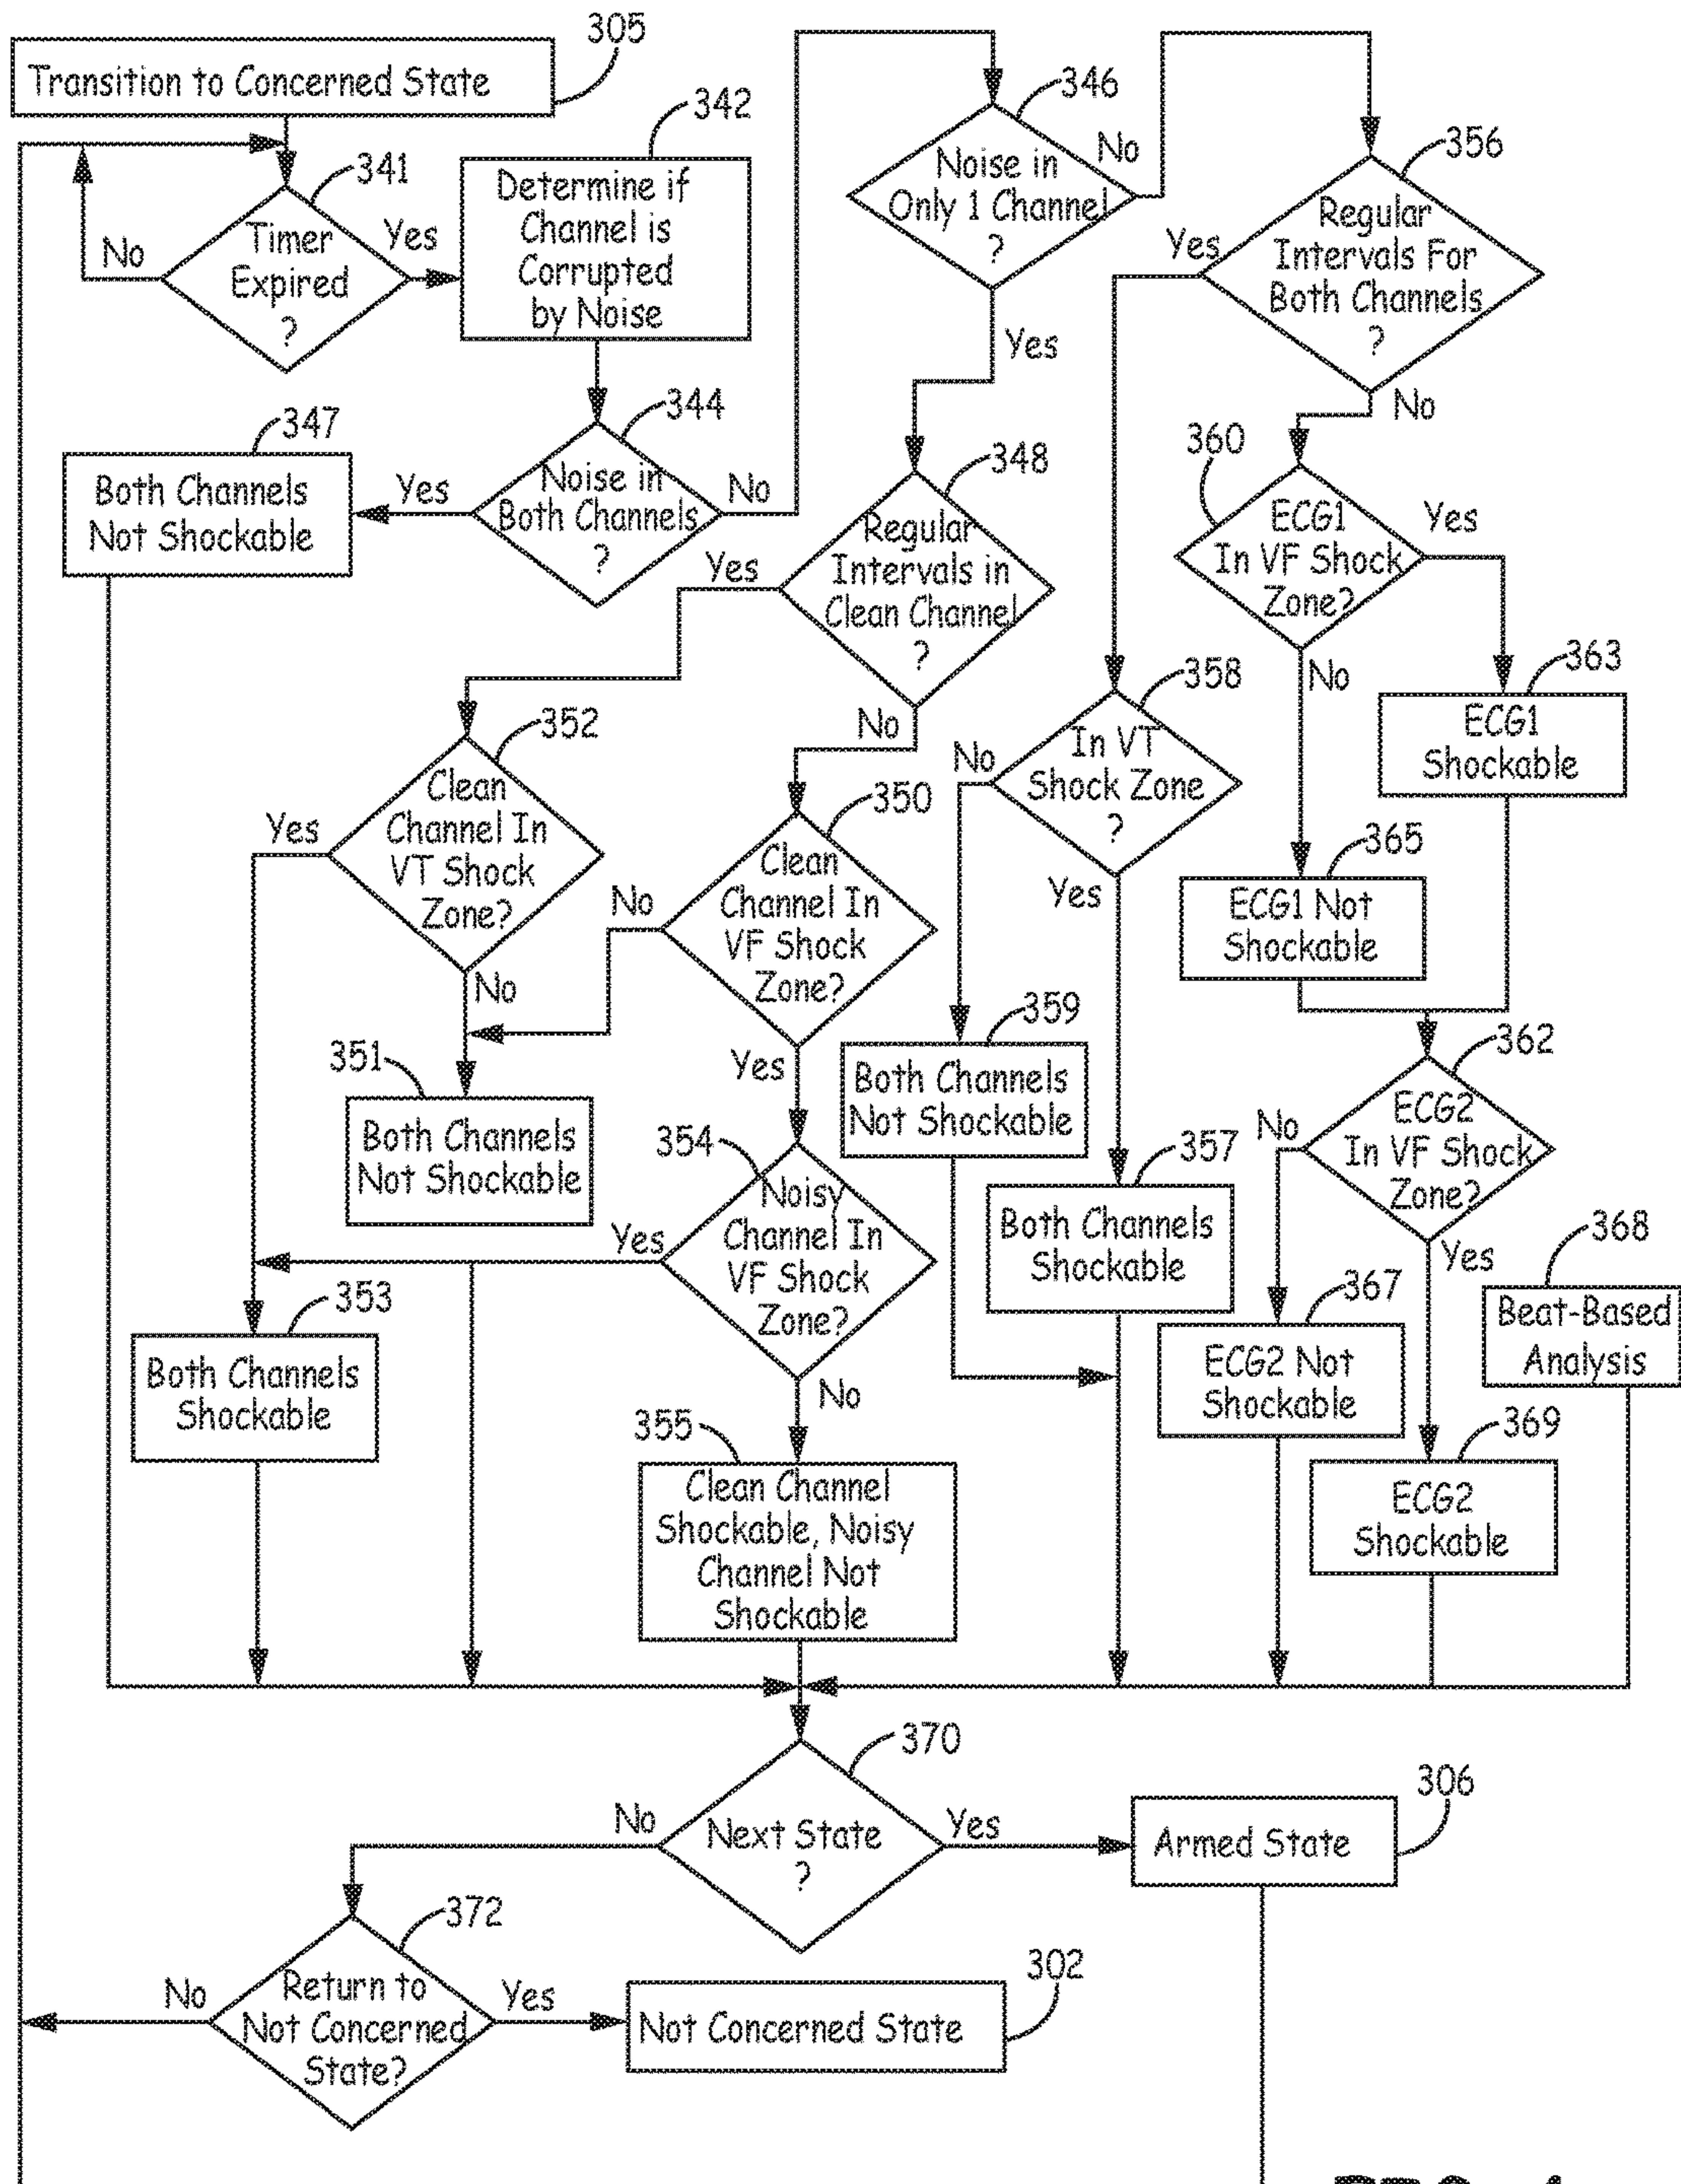 305
Transition to Concerned State
341
Timer
Expired
?
No
Yes
342
Determine if
Channel is
Corrupted
by Noise
344
Noise in
Both Channels
?
Yes
No
347
Both Channels
Not Shockable
346
Noise in
Only 1 Channel
?
No
Yes
356
Regular
Intervals For
Both Channels
?
Yes
No
348
Regular
Intervals in
Clean Channel
?
Yes
No
360
ECG1
In VF Shock
Zone?
Yes
No
363
ECG1
Shockable
352
Clean
Channel In
VT Shock
Zone?
Yes
No
350
Clean
Channel In
VF Shock
Zone?
No
Yes
358
In VT
Shock Zone
?
No
Yes
365
ECG1 Not
Shockable
351
Both Channels
Not Shockable
359
Both Channels
Not Shockable
362
ECG2
In VF Shock
Zone?
No
Yes
354
Noisy
Channel In
VF Shock
Zone?
Yes
No
357
Both Channels
Shockable
368
Beat-Based
Analysis
353
Both Channels
Shockable
367
ECG2 Not
Shockable
369
ECG2
Shockable
355
Clean Channel
Shockable, Noisy
Channel Not
Shockable
370
Next State
?
No
Yes
306
Armed State
372
Return to
Not Concerned
State?
No
Yes
302
Not Concerned State